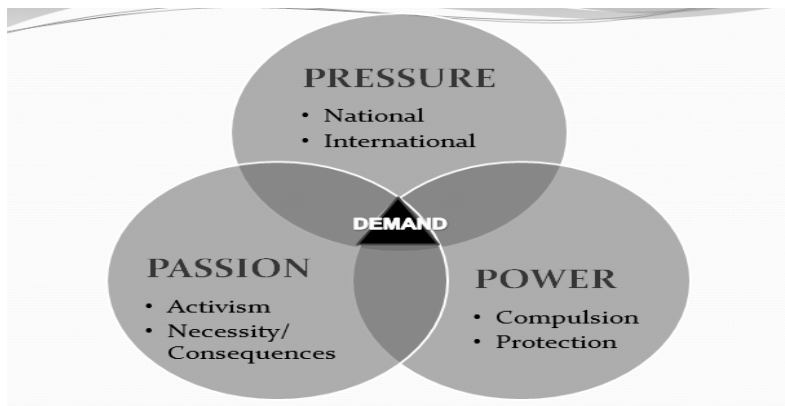 PRESSURE
• National
• International
DEMAND
PASSION
• Activism
• Necessity/
Consequences
POWER
• Compulsion
• Protection